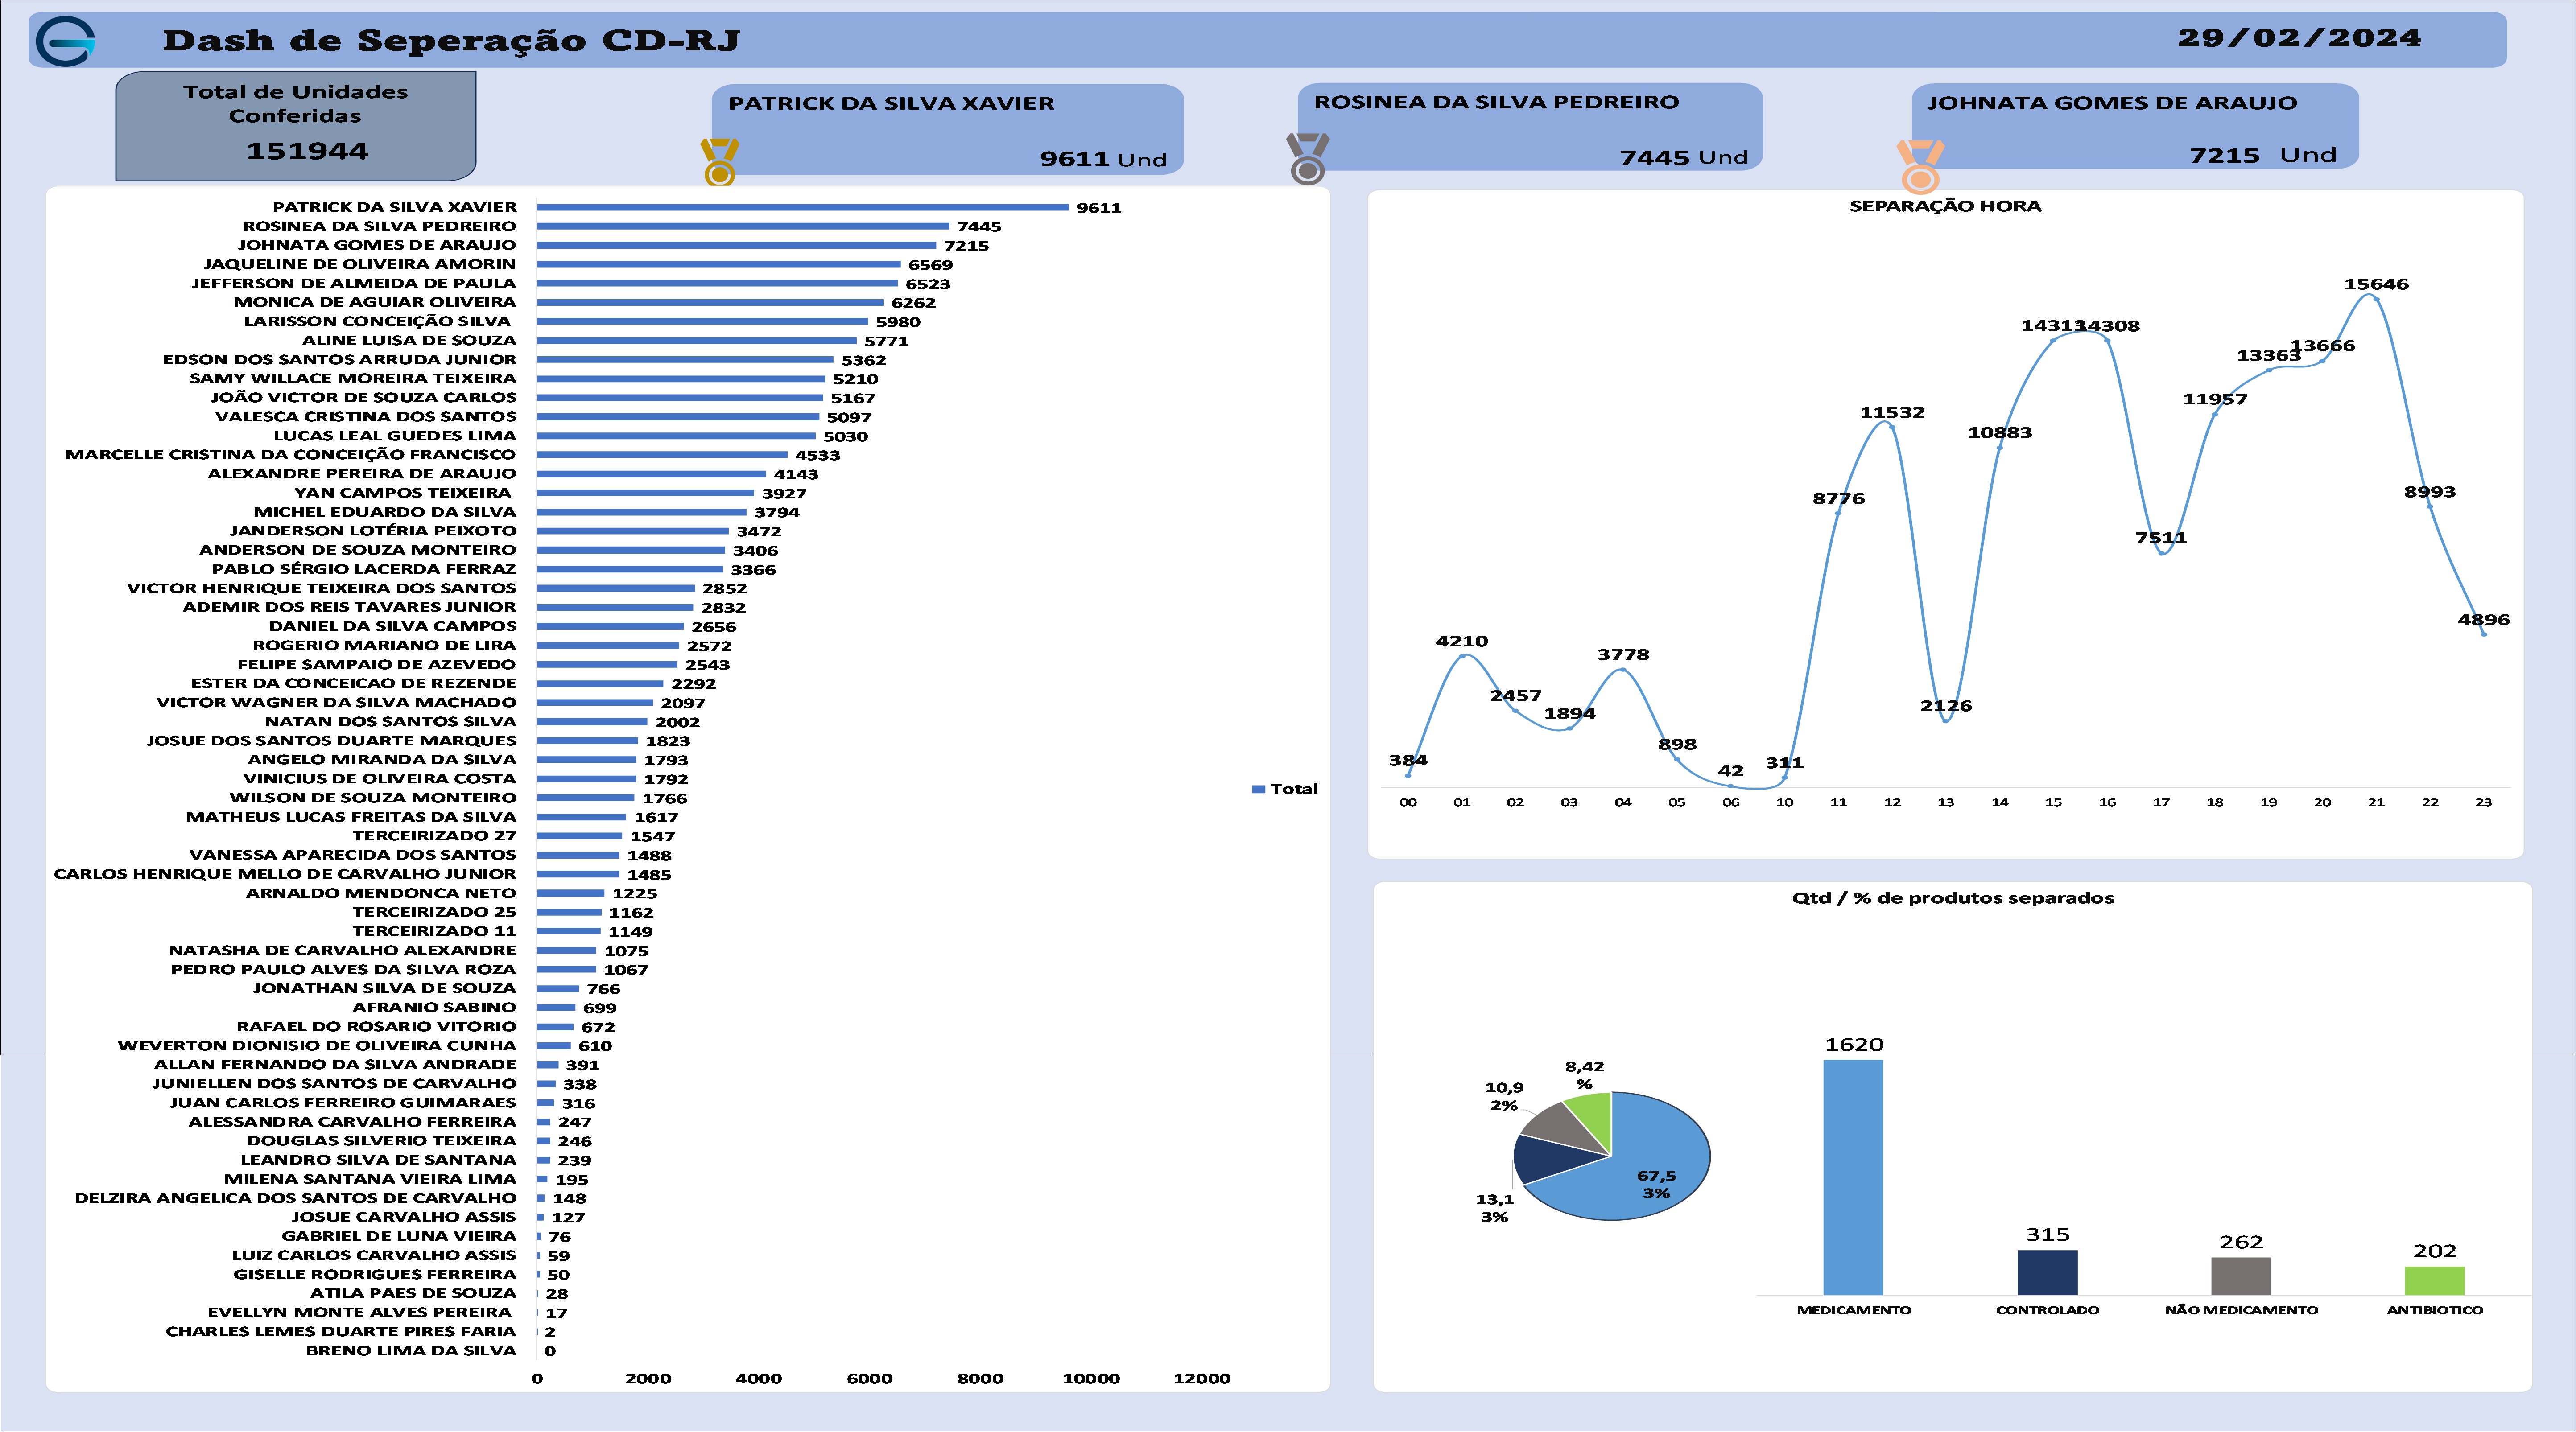 Dash de Seperação CD-RJ
29/02/2024
Total de Unidades
Conferidas
151944
PATRICK DA SILVA XAVIER
9611 Und
ROSINEA DA SILVA PEDREIRO
7445 Und
JOHNATA GOMES DE ARAUJO
7215 Und
PATRICK DA SILVA XAVIER 9611
ROSINEA DA SILVA PEDREIRO 7445
JOHNATA GOMES DE ARAUJO 7215
JAQUELINE DE OLIVEIRA AMORIN 6569
JEFFERSON DE ALMEIDA DE PAULA 6523
MONICA DE AGUIAR OLIVEIRA 6262
LARISSON CONCEIÇÃO SILVA 5980
ALINE LUISA DE SOUZA 5771
EDSON DOS SANTOS ARRUDA JUNIOR 5362
SAMY WILLACE MOREIRA TEIXEIRA 5210
JOÃO VICTOR DE SOUZA CARLOS 5167
VALESCA CRISTINA DOS SANTOS 5097
LUCAS LEAL GUEDES LIMA 5030
MARCELLE CRISTINA DA CONCEIÇÃO FRANCISCO 4533
ALEXANDRE PEREIRA DE ARAUJO 4143
YAN CAMPOS TEIXEIRA 3927
MICHEL EDUARDO DA SILVA 3794
JANDERSON LOTÉRIA PEIXOTO 3472
ANDERSON DE SOUZA MONTEIRO 3406
PABLO SÉRGIO LACERDA FERRAZ 3366
VICTOR HENRIQUE TEIXEIRA DOS SANTOS 2852
ADEMIR DOS REIS TAVARES JUNIOR 2832
DANIEL DA SILVA CAMPOS 2656
ROGERIO MARIANO DE LIRA 2572
FELIPE SAMPAIO DE AZEVEDO 2543
ESTER DA CONCEICAO DE REZENDE 2292
VICTOR WAGNER DA SILVA MACHADO 2097
NATAN DOS SANTOS SILVA 2002
JOSUE DOS SANTOS DUARTE MARQUES 1823
ANGELO MIRANDA DA SILVA 1793
VINICIUS DE OLIVEIRA COSTA 1792
WILSON DE SOUZA MONTEIRO 1766
MATHEUS LUCAS FREITAS DA SILVA 1617
TERCEIRIZADO 27 1547
VANESSA APARECIDA DOS SANTOS 1488
CARLOS HENRIQUE MELLO DE CARVALHO JUNIOR 1485
ARNALDO MENDONCA NETO 1225
TERCEIRIZADO 25 1162
TERCEIRIZADO 11 1149
NATASHA DE CARVALHO ALEXANDRE 1075
PEDRO PAULO ALVES DA SILVA ROZA 1067
JONATHAN SILVA DE SOUZA 766
AFRANIO SABINO 699
RAFAEL DO ROSARIO VITORIO 672
WEVERTON DIONISIO DE OLIVEIRA CUNHA 610
ALLAN FERNANDO DA SILVA ANDRADE 391
JUNIELLEN DOS SANTOS DE CARVALHO 338
JUAN CARLOS FERREIRO GUIMARAES 316
ALESSANDRA CARVALHO FERREIRA 247
DOUGLAS SILVERIO TEIXEIRA 246
LEANDRO SILVA DE SANTANA 239
MILENA SANTANA VIEIRA LIMA 195
DELZIRA ANGELICA DOS SANTOS DE CARVALHO 148
JOSUE CARVALHO ASSIS 127
GABRIEL DE LUNA VIEIRA 76
LUIZ CARLOS CARVALHO ASSIS 59
GISELLE RODRIGUES FERREIRA 50
ATILA PAES DE SOUZA 28
EVELLYN MONTE ALVES PEREIRA 17
CHARLES LEMES DUARTE PIRES FARIA 2
BRENO LIMA DA SILVA 0
0 2000 4000 6000 8000 10000 12000
Total
SEPARAÇÃO HORA
384 4210 2457 1894 3778 898 42 311 8776 11532 2126 10883 14313 14308 7511 11957 13363 13666 15646 8993 4896
00 01 02 03 04 05 06 10 11 12 13 14 15 16 17 18 19 20 21 22 23
Qtd / % de produtos separados
8,42
%
10,9
2%
13,1
3%
67,5
3%
1620 315 262 202
MEDICAMENTO CONTROLADO NÃO MEDICAMENTO ANTIBIOTICO